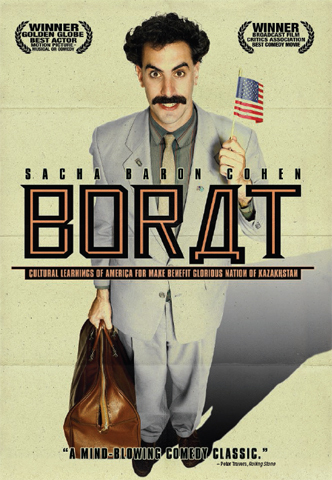 WINNER
GOLDEN GLOBE
BEST ACTOR
MOTION PICTURE -
MUSICAL OR COMEDY
WINNER
BROADCAST FILM
CRITICS ASSOCIATION
BEST COMEDY MOVIE
SACHA BARON COHEN
BORДT
CULTURAL LEARNINGS OF AMERICA FOR MAKE BENEFIT GLORIOUS NATION OF KAZAKHSTAN
“A MIND-BLOWING COMEDY CLASSIC.”
– Peter Travers, Rolling Stone